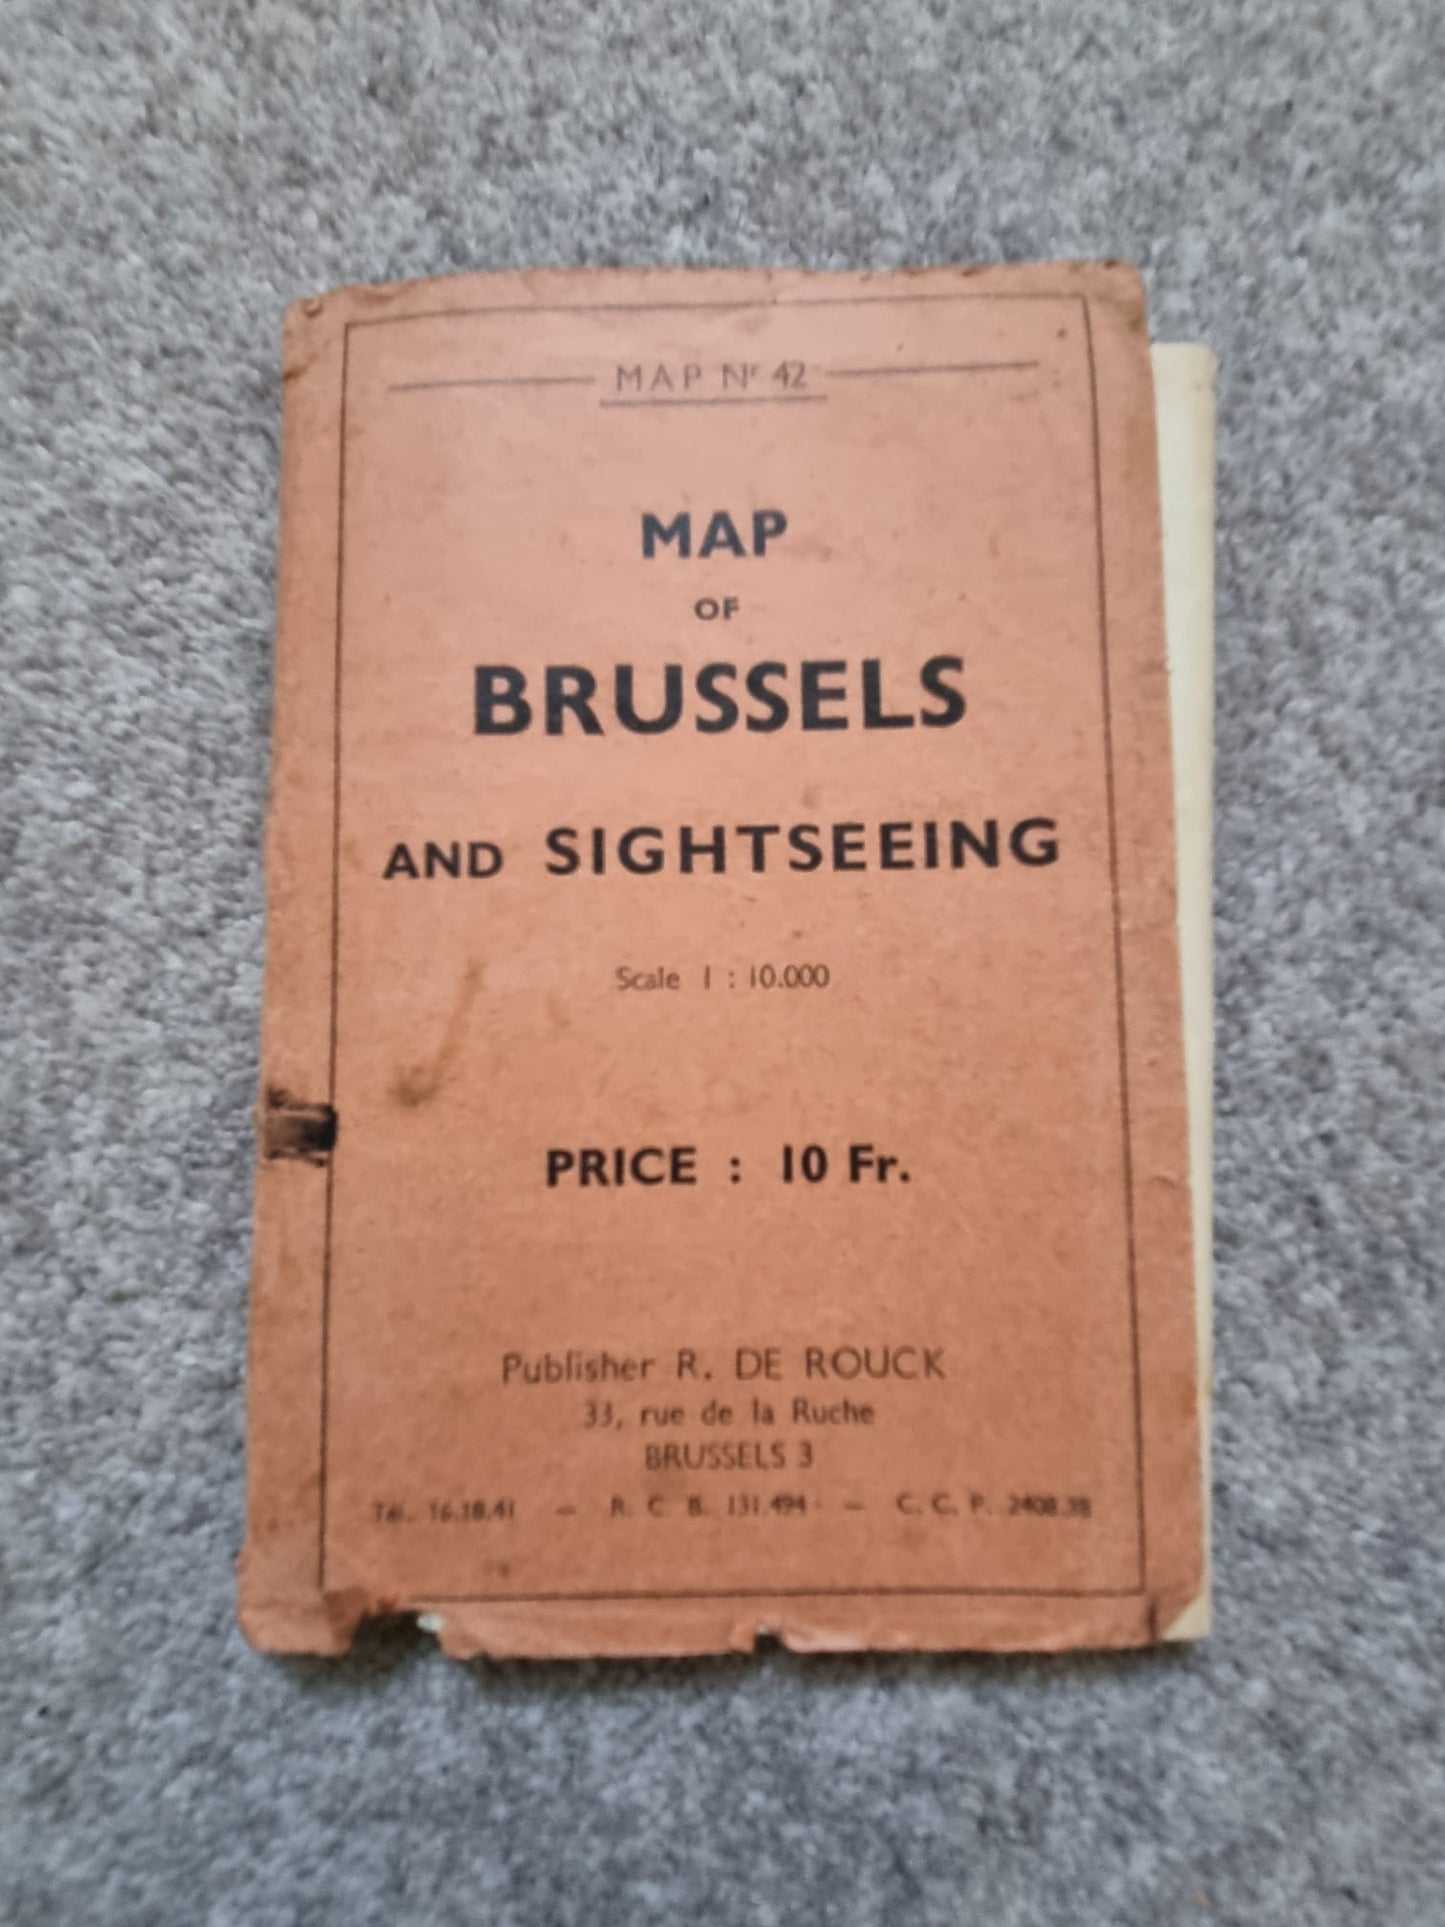 MAP Nr 42
MAP
OF
BRUSSELS
AND SIGHTSEEING
Scale 1 : 10.000
PRICE : 10 Fr.
Publisher R. DE ROUCK
33, rue de la Ruche
BRUSSELS 3
Tél. 16.18.41 — R. C. B. 131.494 — C. C. P. 2408.38